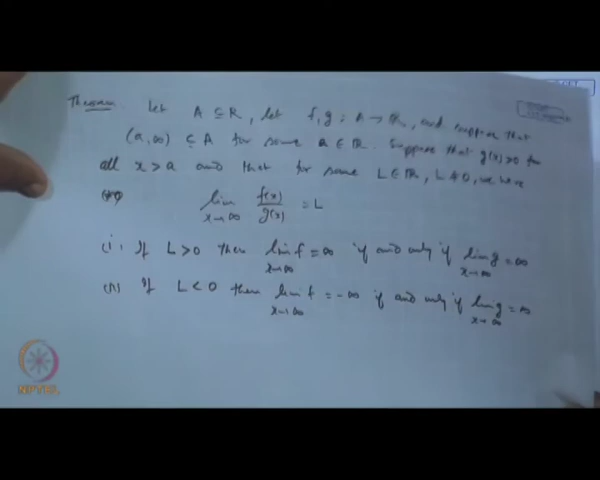 Theorem. Let A ⊆ R, let f, g : A → R, and suppose that
(a, ∞) ⊆ A for some a ∈ R. Suppose that g(x) > 0 for
all x > a and that for some L ∈ R, L ≠ 0, we have
lim x→∞ f(x)/g(x) = L
(i) If L > 0 then lim x→∞ f = ∞ if and only if lim x→∞ g = ∞
(ii) If L < 0 then lim x→∞ f = -∞ if and only if lim x→∞ g = ∞
NPTEL